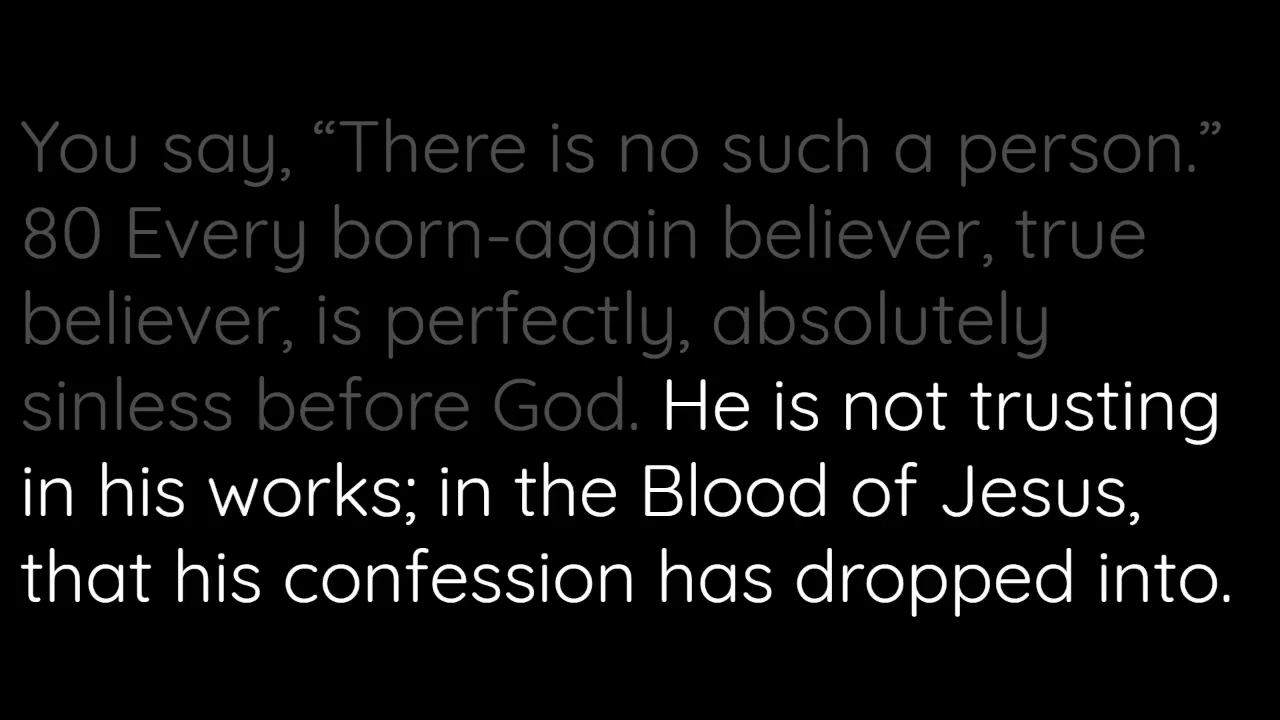 You say, “There is no such a person.”
80 Every born-again believer, true
believer, is perfectly, absolutely
sinless before God. He is not trusting
in his works; in the Blood of Jesus,
that his confession has dropped into.